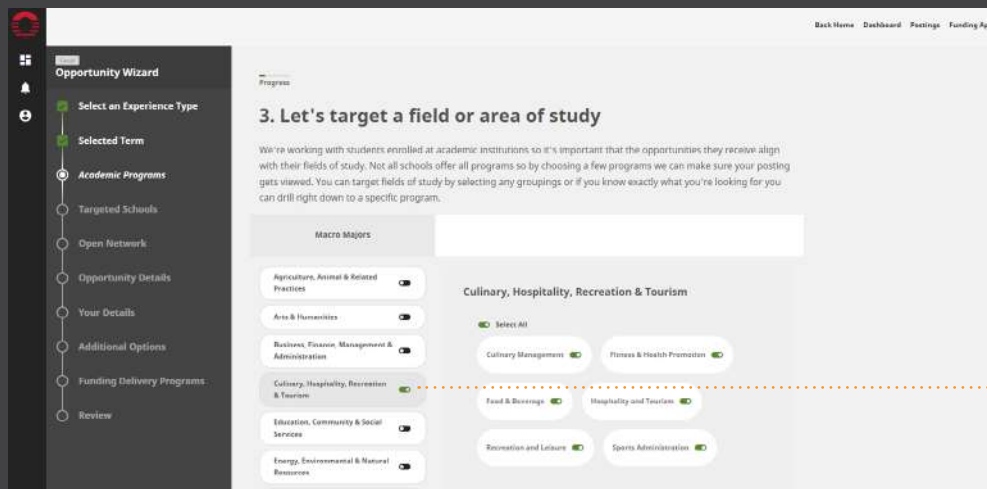 Back Home Dashboard Postings Funding
Opportunity Wizard
Select an Experience Type
Selected Term
Academic Programs
Targeted Schools
Open Network
Opportunity Details
Your Details
Additional Options
Funding Delivery Programs
Review
Progress
3. Let's target a field or area of study
We're working with students enrolled at academic institutions so it's important that the opportunities they receive align
with their fields of study. Not all schools offer all programs so by choosing a few programs we can make sure your posting
gets viewed. You can target fields of study by selecting any groupings or if you know exactly what you're looking for you
can drill right down to a specific program.
Macro Majors
Agriculture, Animal & Related
Practices
Arts & Humanities
Business, Finance, Management &
Administration
Culinary, Hospitality, Recreation
& Tourism
Education, Community & Social
Services
Energy, Environmental & Natural
Resources
Culinary, Hospitality, Recreation & Tourism
Select All
Culinary Management Fitness & Health Promotion
Food & Beverage Hospitality and Tourism
Recreation and Leisure Sports Administration